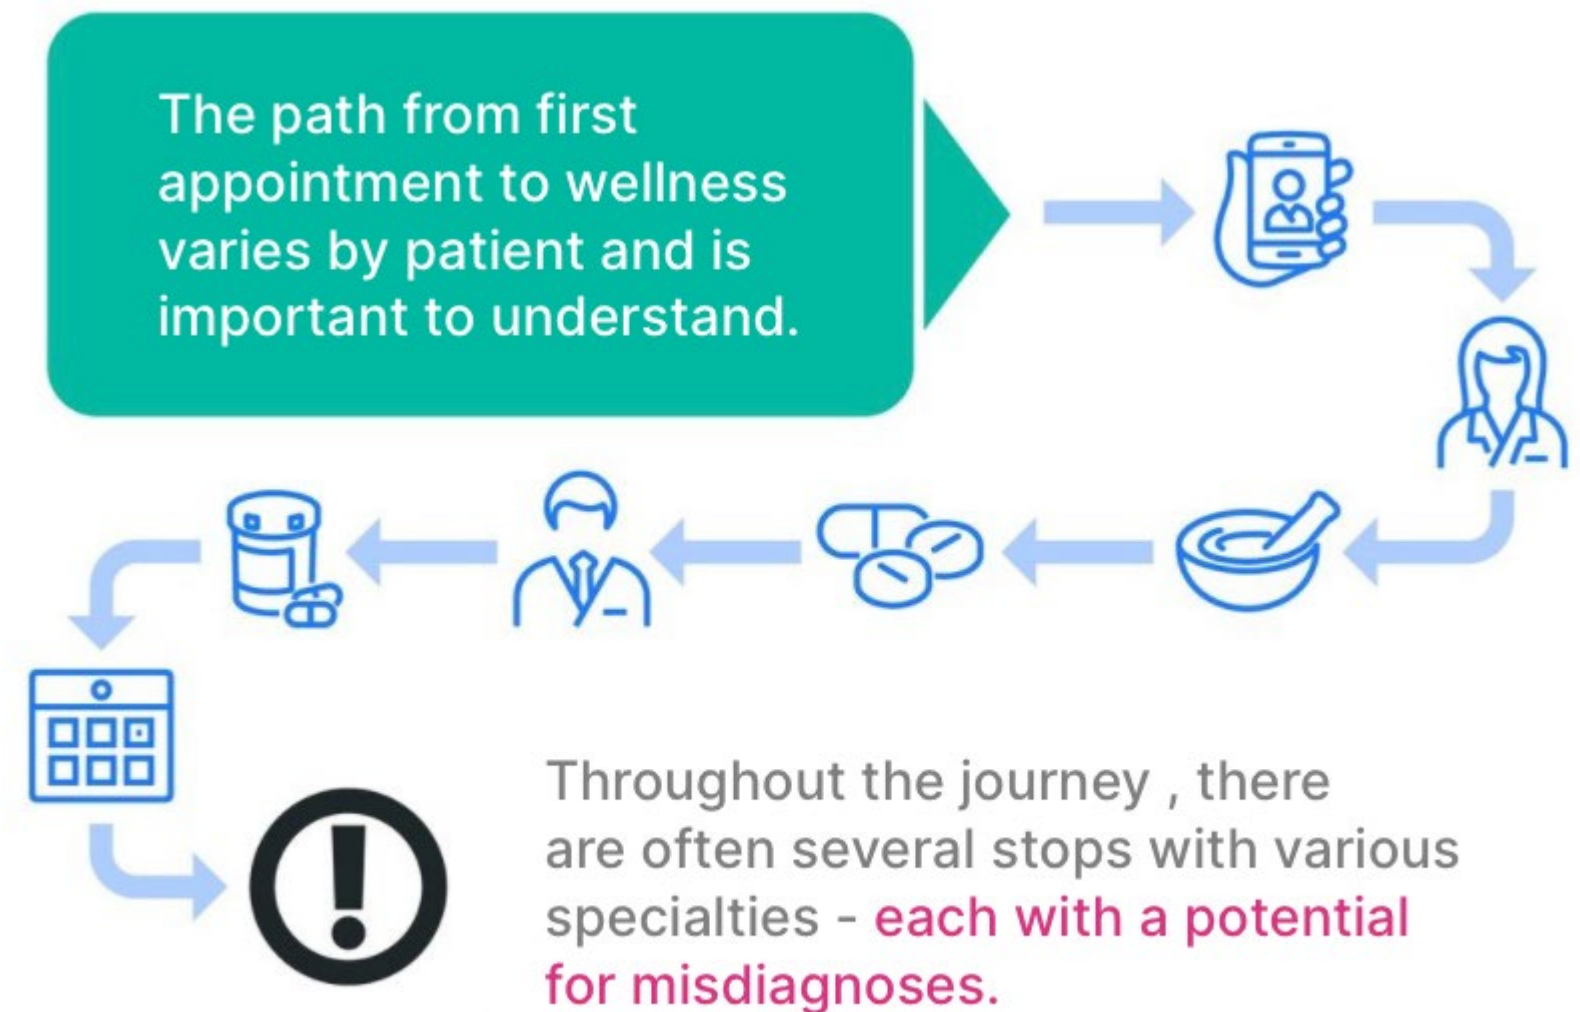 The path from first
appointment to wellness
varies by patient and is
important to understand.
Throughout the journey , there
are often several stops with various
specialties - each with a potential
for misdiagnoses.